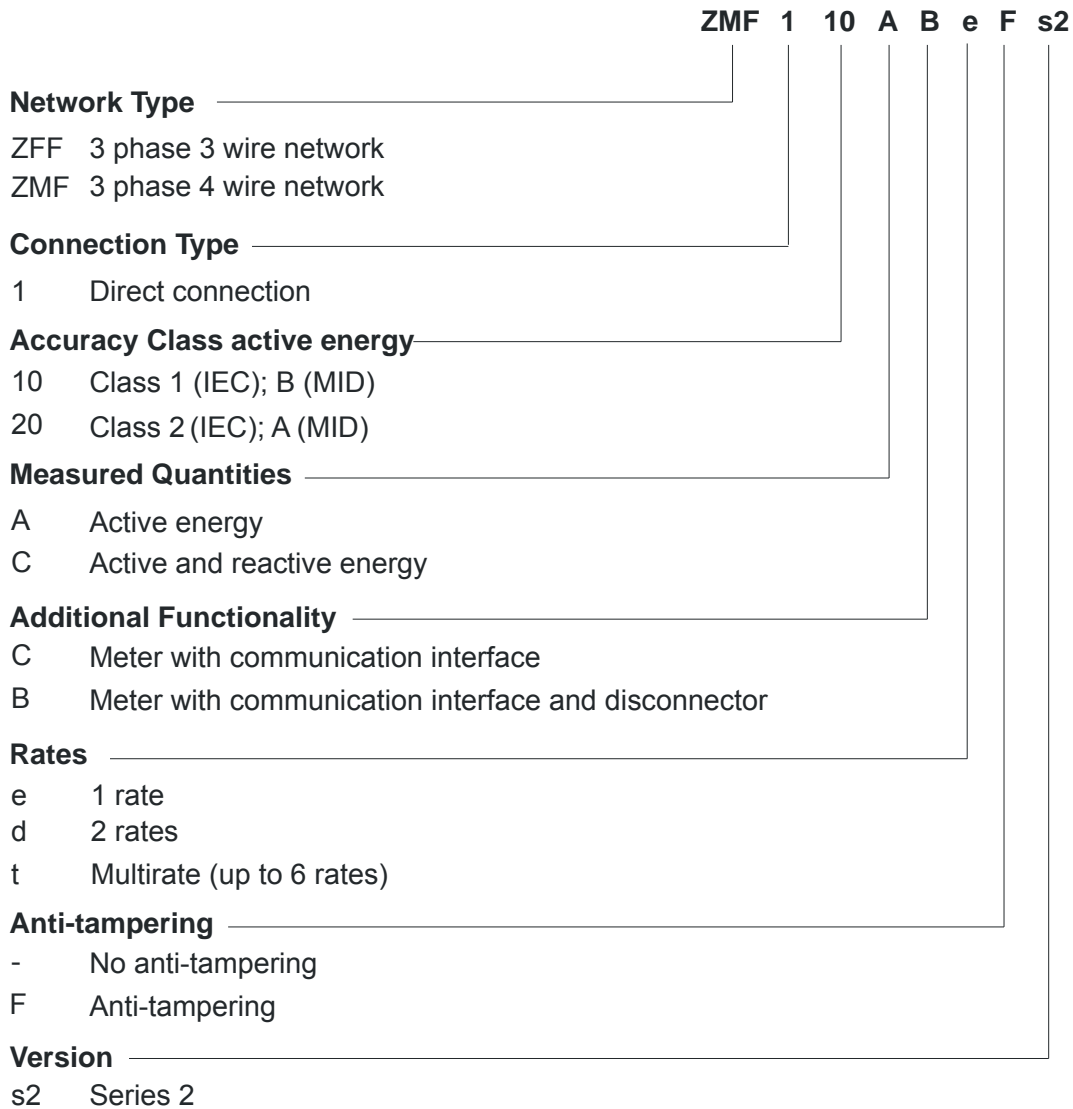 ZMF 1 10 A B e F s2
Network Type
ZFF 3 phase 3 wire network
ZMF 3 phase 4 wire network
Connection Type
1 Direct connection
Accuracy Class active energy
10 Class 1 (IEC); B (MID)
20 Class 2 (IEC); A (MID)
Measured Quantities
A Active energy
C Active and reactive energy
Additional Functionality
C Meter with communication interface
B Meter with communication interface and disconnector
Rates
e 1 rate
d 2 rates
t Multirate (up to 6 rates)
Anti-tampering
- No anti-tampering
F Anti-tampering
Version
s2 Series 2